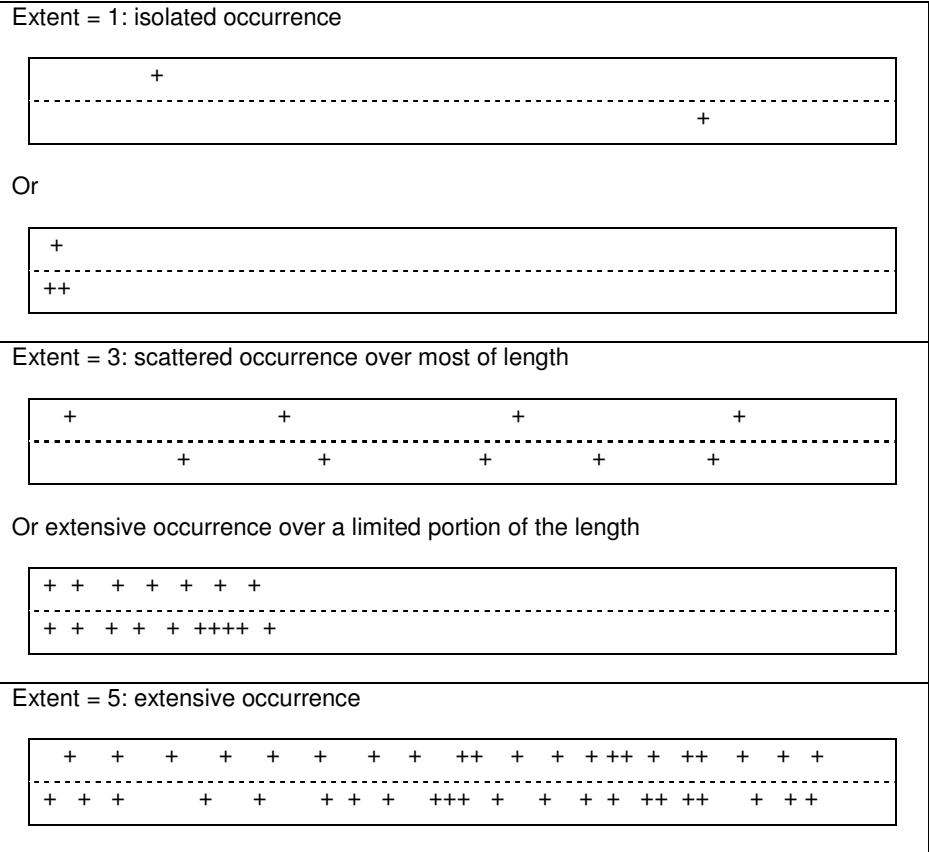 Extent = 1: isolated occurrence
+
+
Or
+
++
Extent = 3: scattered occurrence over most of length
+ + + +
+ + + + +
Or extensive occurrence over a limited portion of the length
+ + + + + + +
+ + + + + ++++ +
Extent = 5: extensive occurrence
+ + + + + + + + ++ + + + ++ + ++ + + +
+ + + + + + + + +++ + + + + ++ ++ + + +